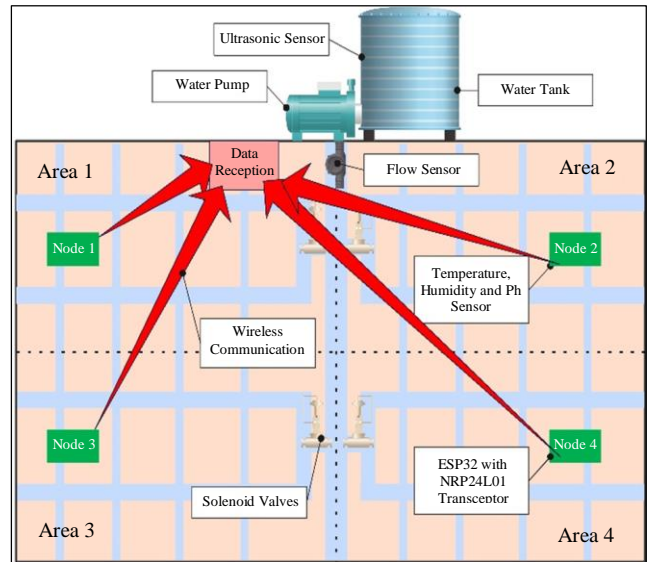 Ultrasonic Sensor
Water Pump
Water Tank
Area 1
Data
Reception
Flow Sensor
Area 2
Node 1
Node 2
Temperature,
Humidity and Ph
Sensor
Wireless
Communication
Node 3
Node 4
ESP32 with
NRP24L01
Transceptor
Solenoid Valves
Area 3
Area 4